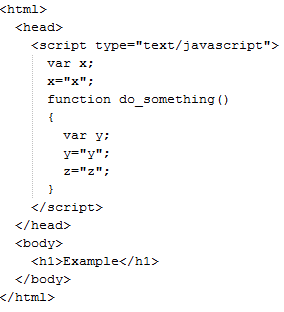 <html>
<head>
<script type="text/javascript">
var x;
x="x";
function do_something()
{
var y;
y="y";
z="z";
}
</script>
</head>
<body>
<h1>Example</h1>
</body>
</html>